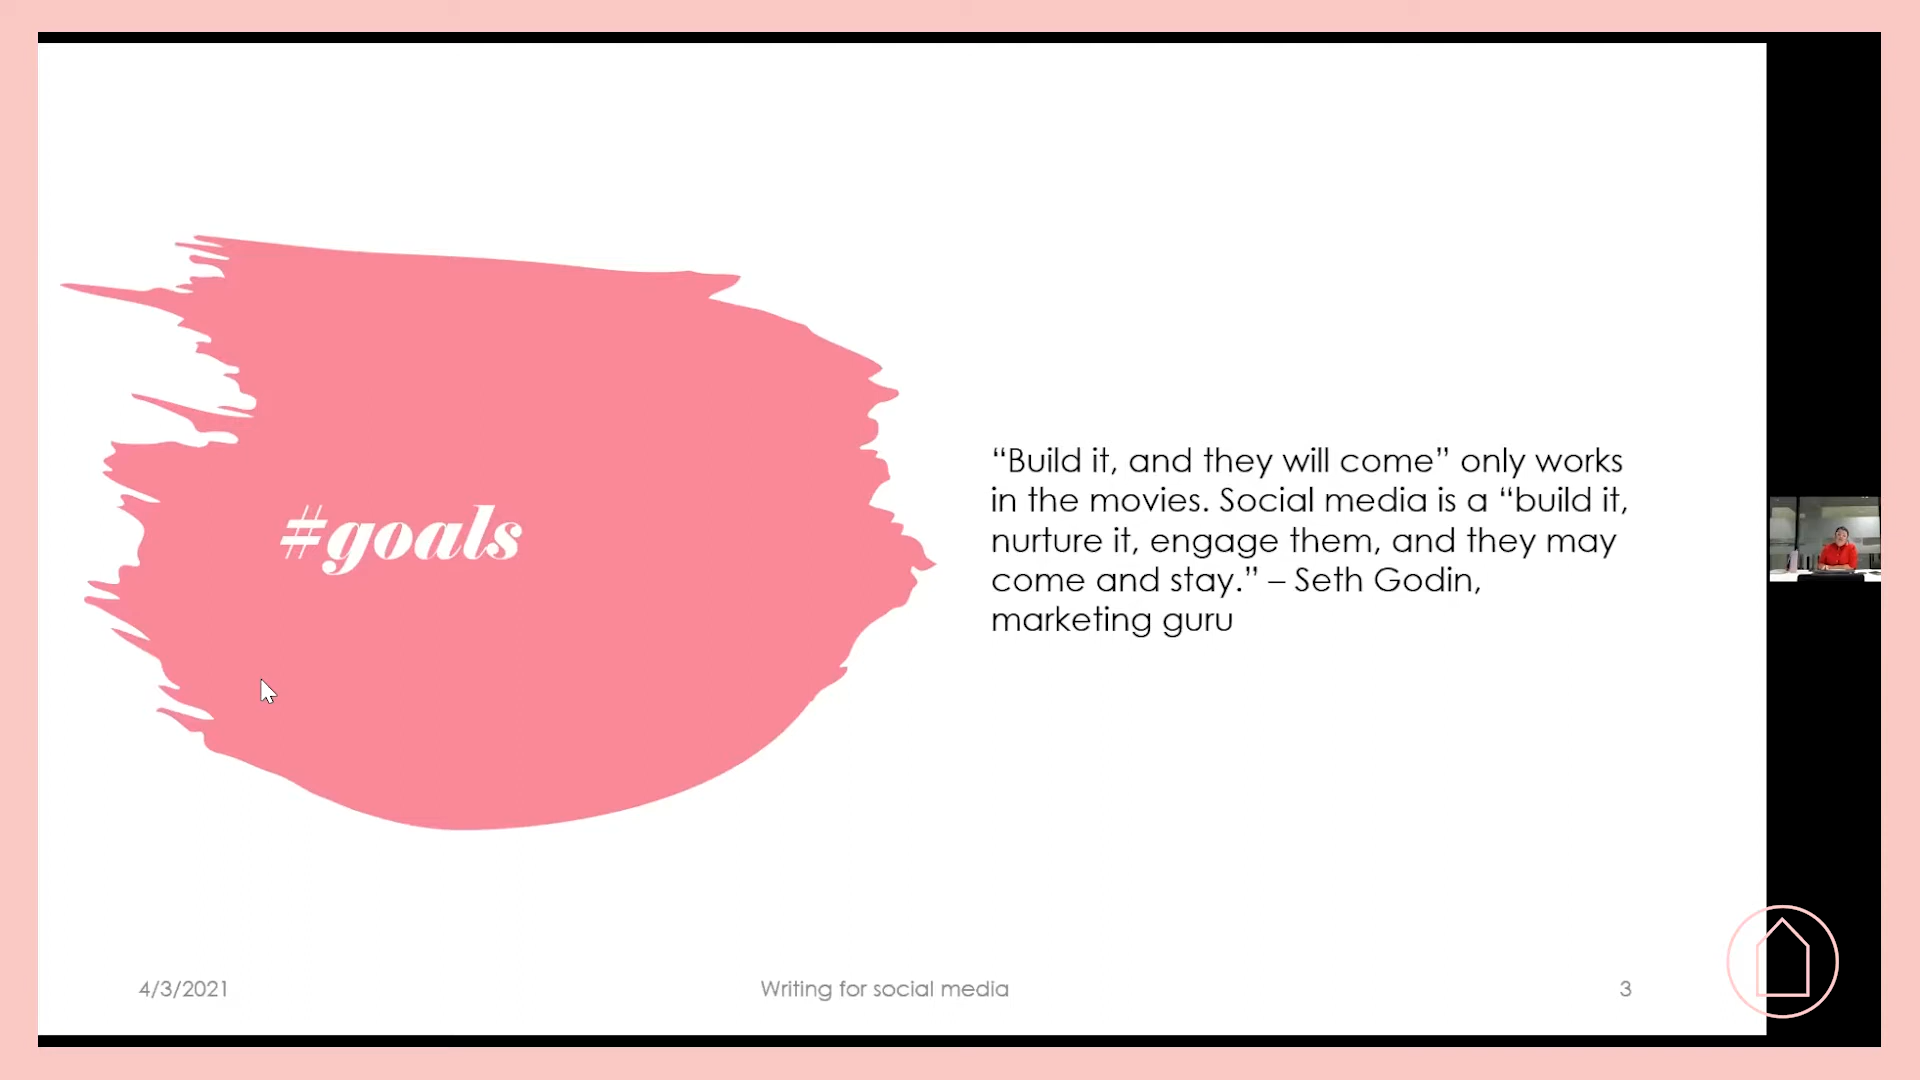 #goals
“Build it, and they will come” only works
in the movies. Social media is a “build it,
nurture it, engage them, and they may
come and stay.” – Seth Godin,
marketing guru
4/3/2021
Writing for social media
3